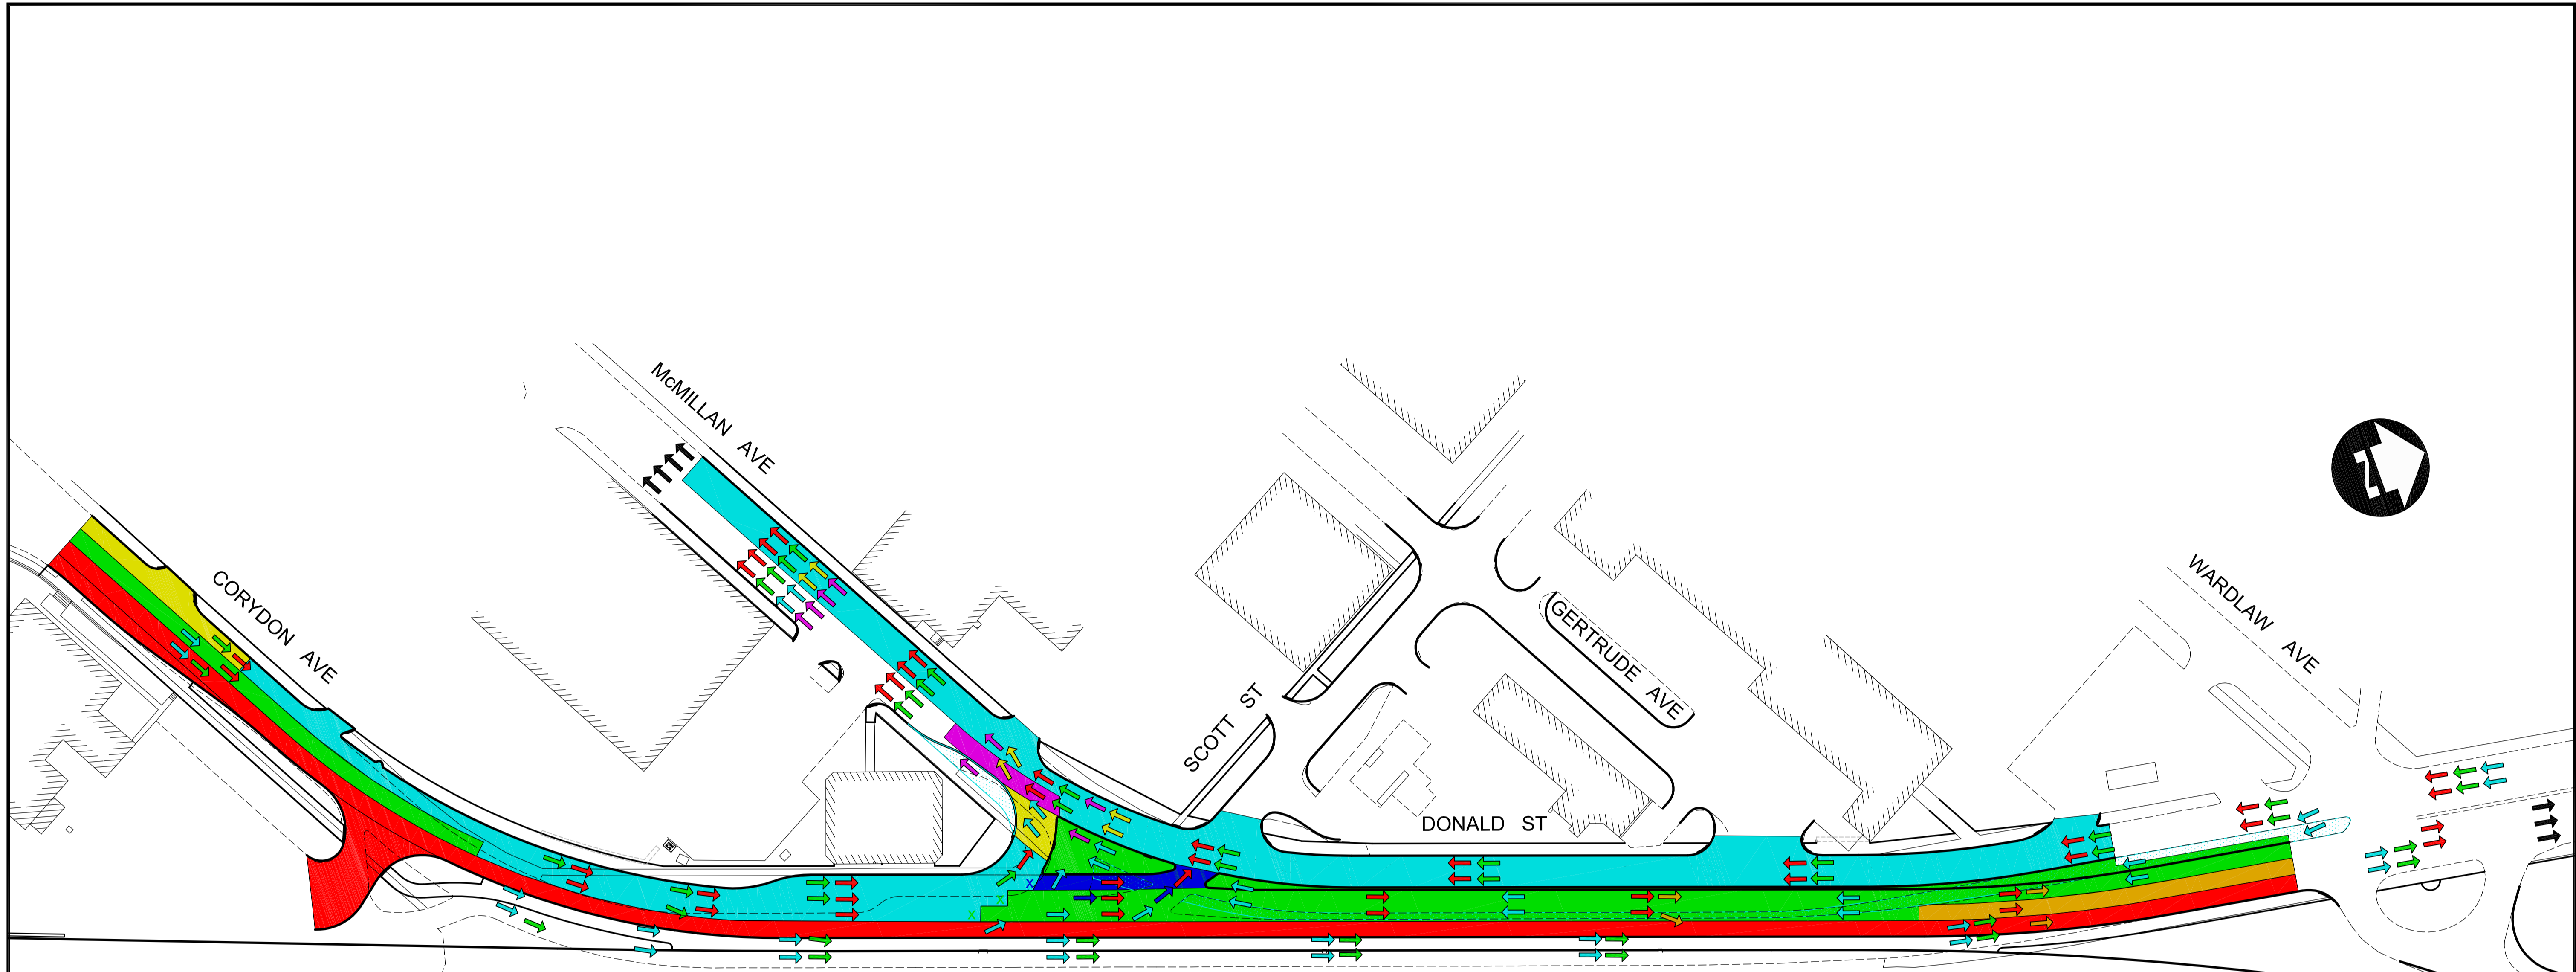 McMILLAN AVE
CORYDON AVE
SCOTT ST
GERTRUDE AVE
WARDLAW AVE
DONALD ST
X
X
X
N